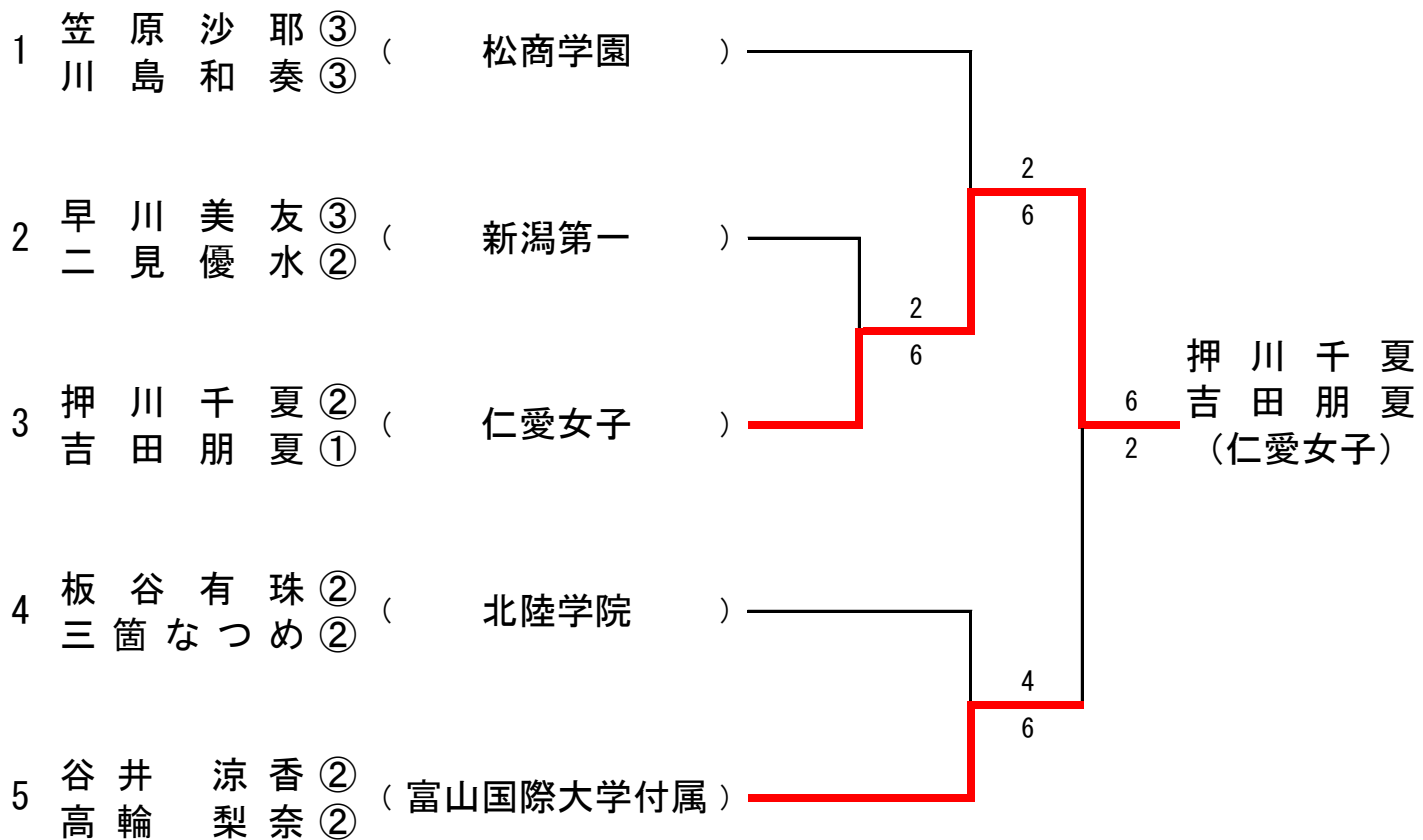 1 笠原沙耶③ (松商学園)
川島和奏③
2
6
2 早川美友③ (新潟第一)
二見優水②
2
6
3 押川千夏② (仁愛女子)
吉田朋夏①
6
2
押川千夏
吉田朋夏
(仁愛女子)
4 板谷有珠② (北陸学院)
三箇なつめ②
4
6
5 谷井 涼香② (富山国際大学付属)
高輪 梨奈②